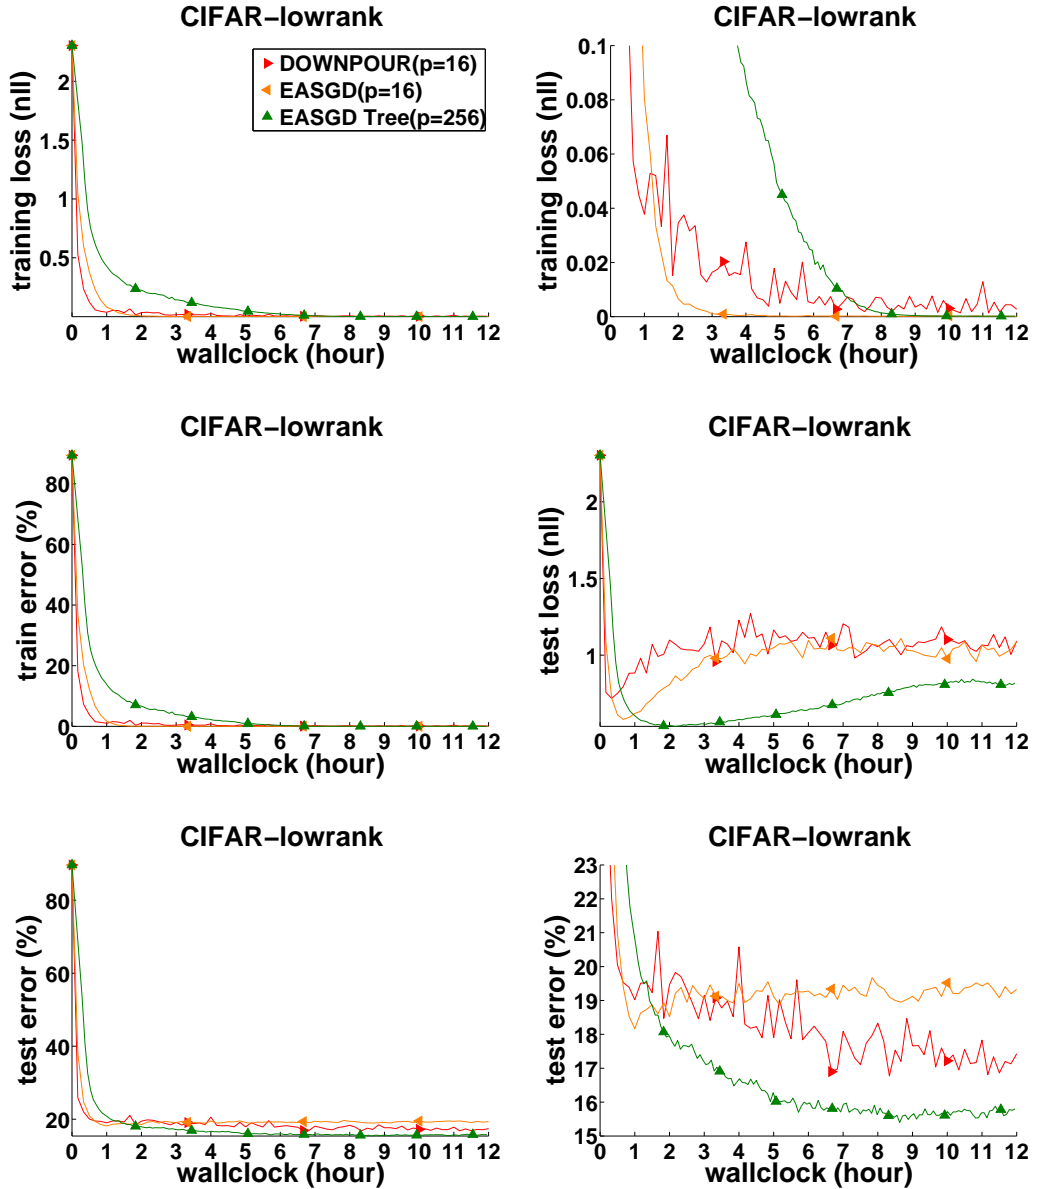 CIFAR−lowrank
training loss (nll)
2
1.5
1
0.5
DOWNPOUR(p=16)
EASGD(p=16)
EASGD Tree(p=256)
0 1 2 3 4 5 6 7 8 9 10 11 12
wallclock (hour)
CIFAR−lowrank
training loss (nll)
0.1
0.08
0.06
0.04
0.02
0
0 1 2 3 4 5 6 7 8 9 10 11 12
wallclock (hour)
CIFAR−lowrank
train error (%)
80
60
40
20
0
0 1 2 3 4 5 6 7 8 9 10 11 12
wallclock (hour)
CIFAR−lowrank
test loss (nll)
2
1.5
1
0 1 2 3 4 5 6 7 8 9 10 11 12
wallclock (hour)
CIFAR−lowrank
test error (%)
80
60
40
20
0 1 2 3 4 5 6 7 8 9 10 11 12
wallclock (hour)
CIFAR−lowrank
test error (%)
23
22
21
20
19
18
17
16
15
0 1 2 3 4 5 6 7 8 9 10 11 12
wallclock (hour)